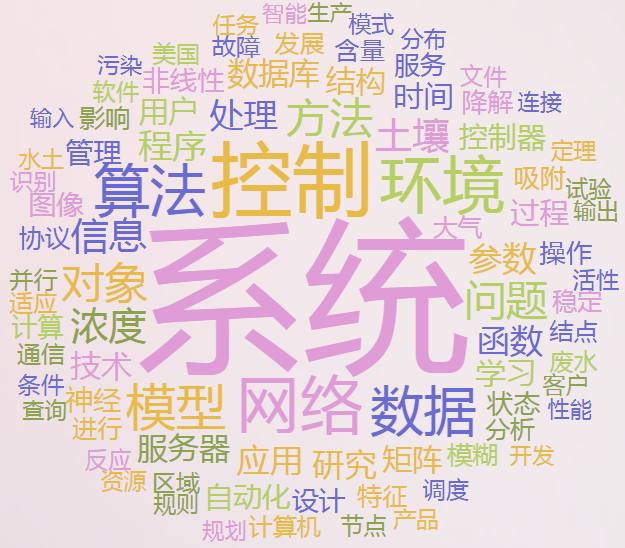 智能 生产
任务 模式
美国 故障 发展 含量 分布
污染 非线性 数据库 结构 服务 文件
软件 用户 时间 降解 连接
输入 影响 处理 方法 土壤 控制器
管理 程序 定理
水土 算法 控制 环境 吸附 试验
识别 图像 大气 过程 输出
协议 信息 系统 参数 操作
并行 对象 活性
适应 问题 稳定
计算 浓度 函数 结点
通信 技术 学习 废水
条件 神经 模型 网络 数据 状态 客户
查询 进行 分析 性能
反应 服务器 应用 研究 矩阵 模糊 开发
资源 区域 自动化 设计 特征 调度
规则
规划 计算机 节点 产品